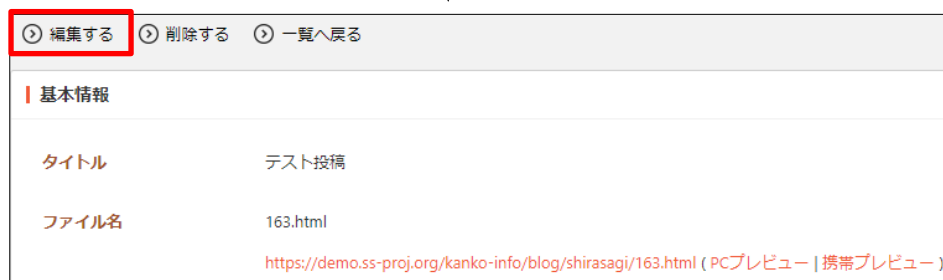 編集する 削除する 一覧へ戻る
基本情報
タイトル テスト投稿
ファイル名 163.html
https://demo.ss-proj.org/kanko-info/blog/shirasagi/163.html ( PCプレビュー | 携帯プレビュー )